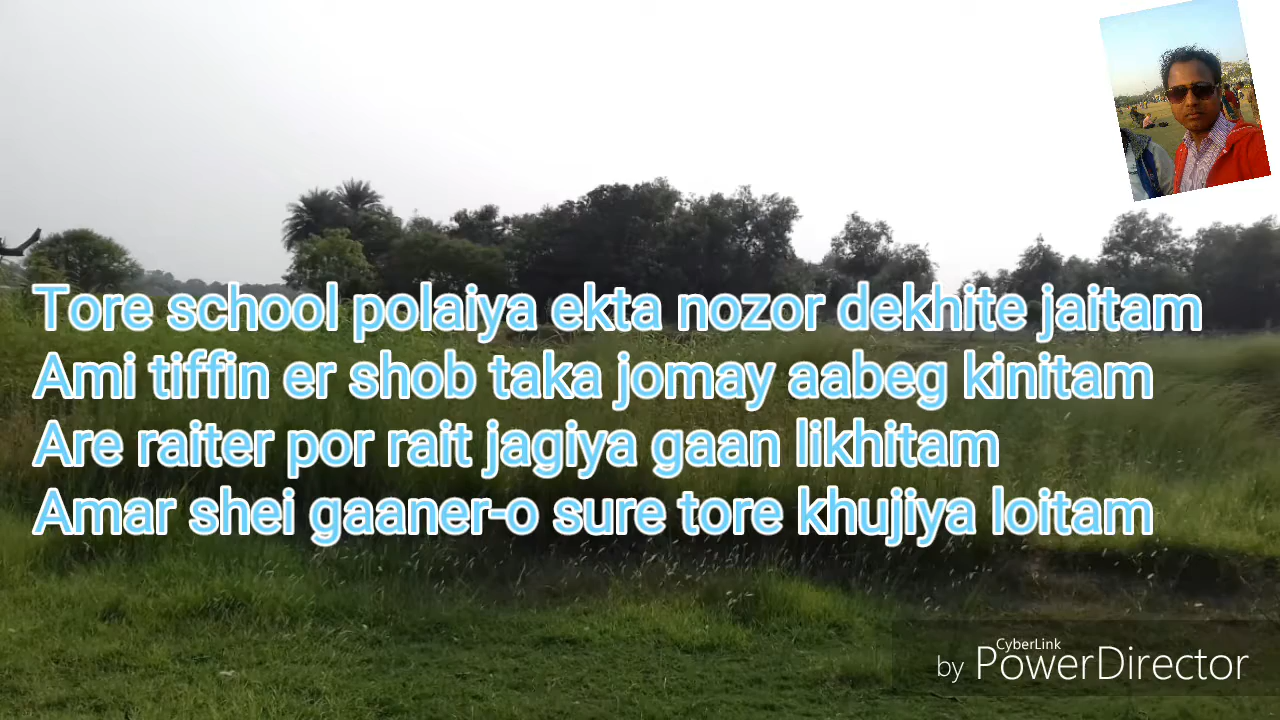 Tore school polaiya ekta nozor dekhite jaitam
Ami tiffin er shob taka jomay aabeg kinitam
Are raiter por rait jagiya gaan likhitam
Amar shei gaaner-o sure tore khujiya loitam
CyberLink
by PowerDirector